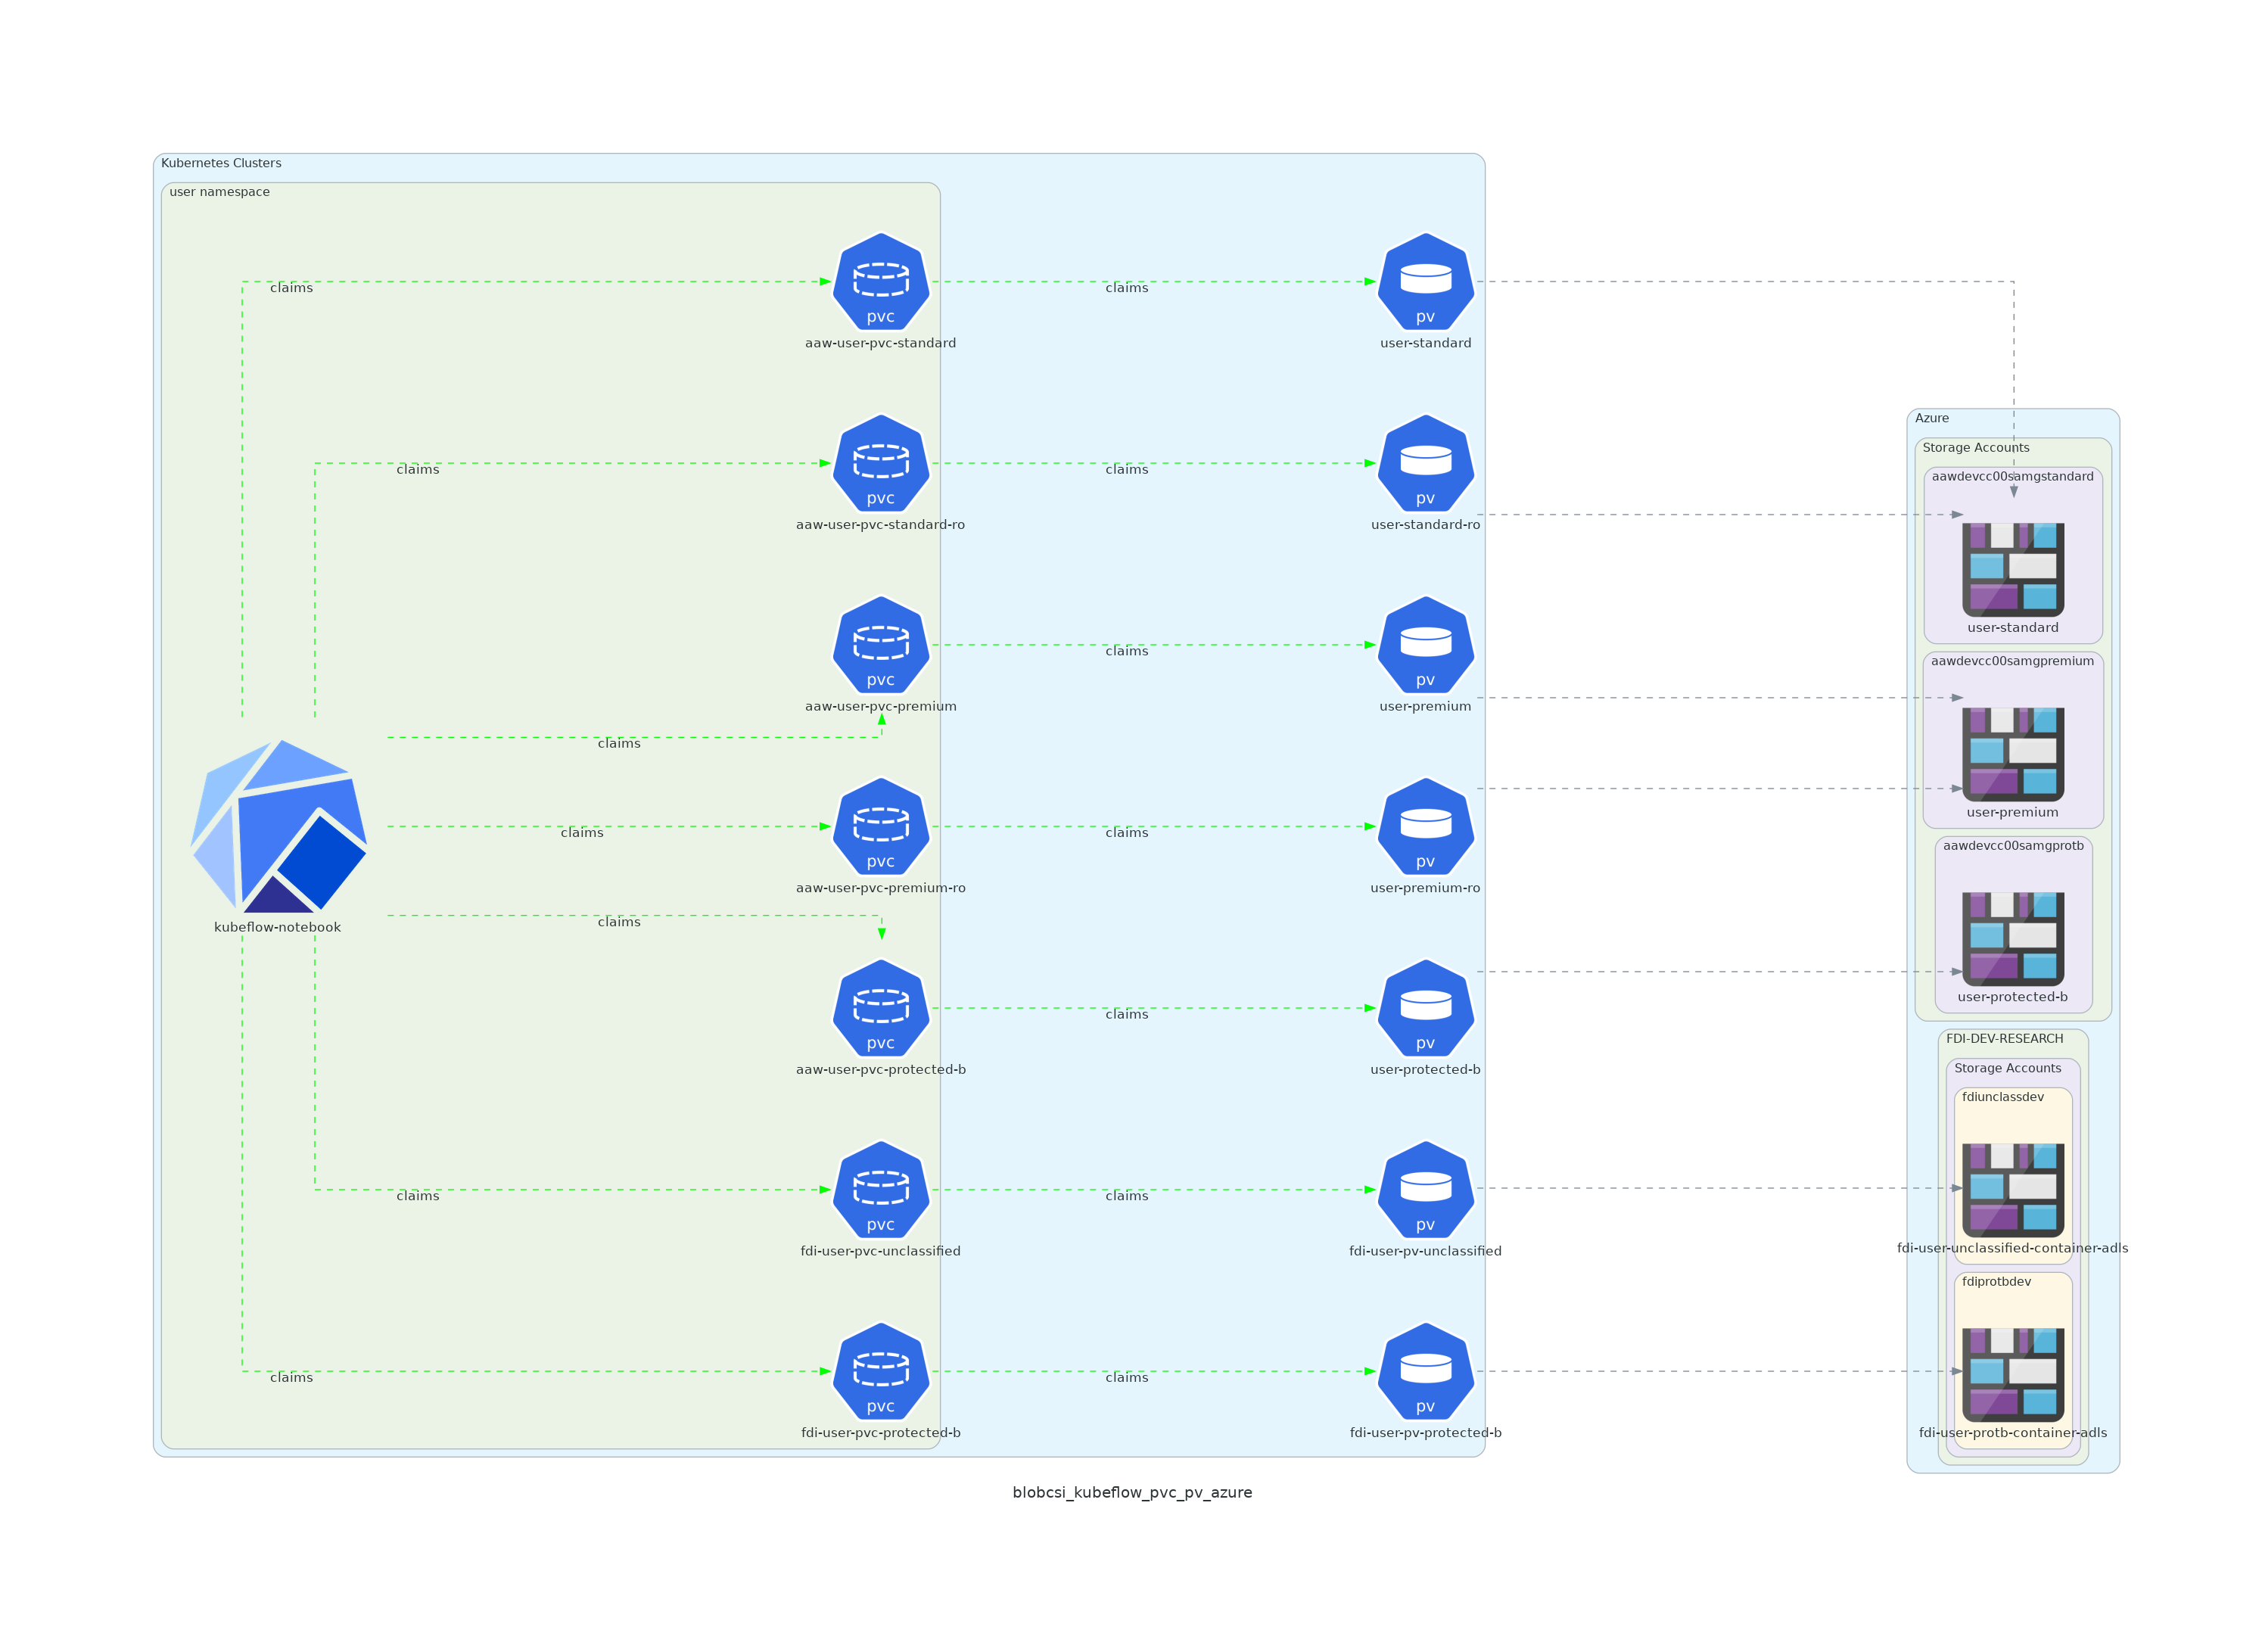 Kubernetes Clusters
user namespace
claims
pvc
aaw-user-pvc-standard
claims
pv
user-standard
claims
pvc
aaw-user-pvc-standard-ro
claims
pv
user-standard-ro
pvc
aaw-user-pvc-premium
claims
pv
user-premium
claims
claims
pvc
aaw-user-pvc-premium-ro
claims
pv
user-premium-ro
kubeflow-notebook
claims
pvc
aaw-user-pvc-protected-b
claims
pv
user-protected-b
claims
pvc
fdi-user-pvc-unclassified
claims
pv
fdi-user-pv-unclassified
claims
pvc
fdi-user-pvc-protected-b
claims
pv
fdi-user-pv-protected-b
Azure
Storage Accounts
aawdevcc00samgstandard
user-standard
aawdevcc00samgpremium
user-premium
aawdevcc00samgprotb
user-protected-b
FDI-DEV-RESEARCH
Storage Accounts
fdiunclassdev
fdi-user-unclassified-container-adls
fdiprotbdev
fdi-user-protb-container-adls
blobcsi_kubeflow_pvc_pv_azure